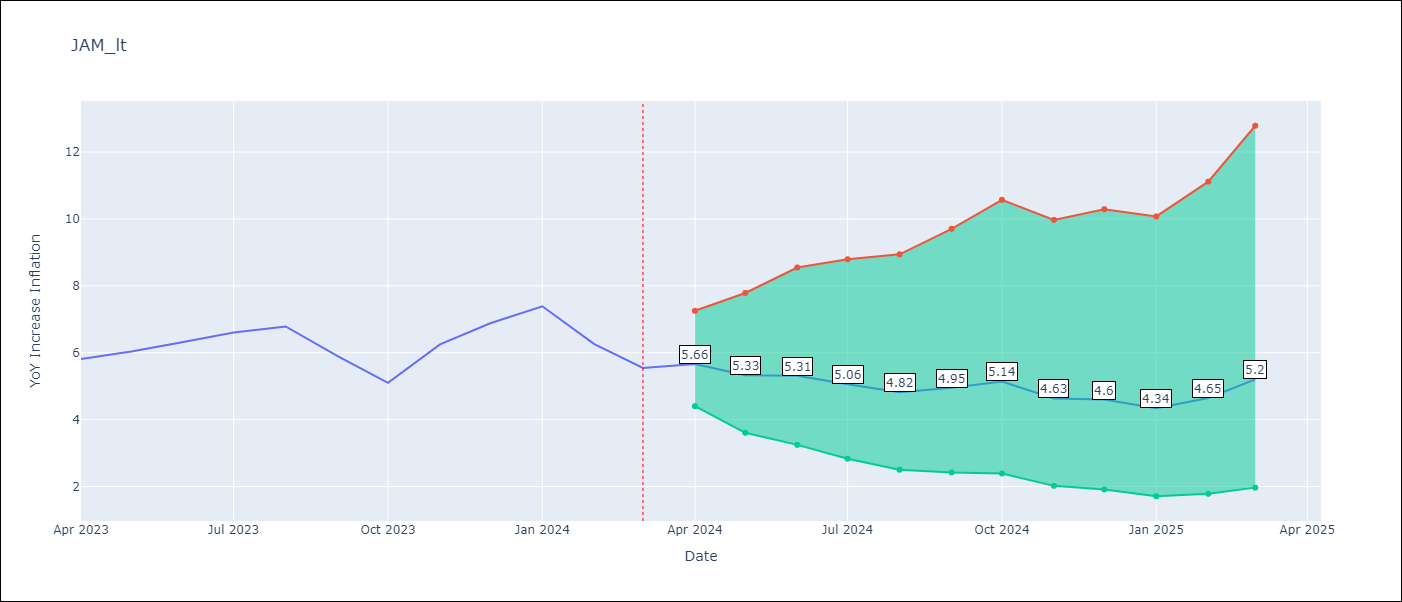 JAM_lt
YoY Increase Inflation
12
10
8
6
4
2
5.66
5.33
5.31
5.06
4.82
4.95
5.14
4.63
4.6
4.34
4.65
5.2
Apr 2023
Jul 2023
Oct 2023
Jan 2024
Apr 2024
Jul 2024
Oct 2024
Jan 2025
Apr 2025
Date